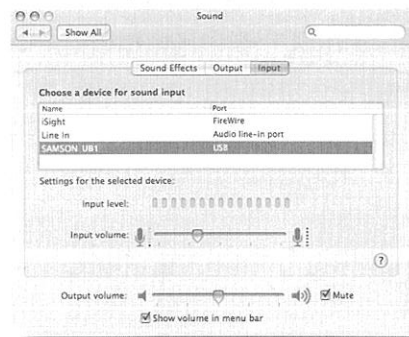 Sound
Show All
Sound Effects Output Input
Choose a device for sound input
Name Port
iSight FireWire
Line In Audio line-in port
SAMSON UB1 USB
Settings for the selected device:
Input level:
Input volume:
?
Output volume: Mute
Show volume in menu bar